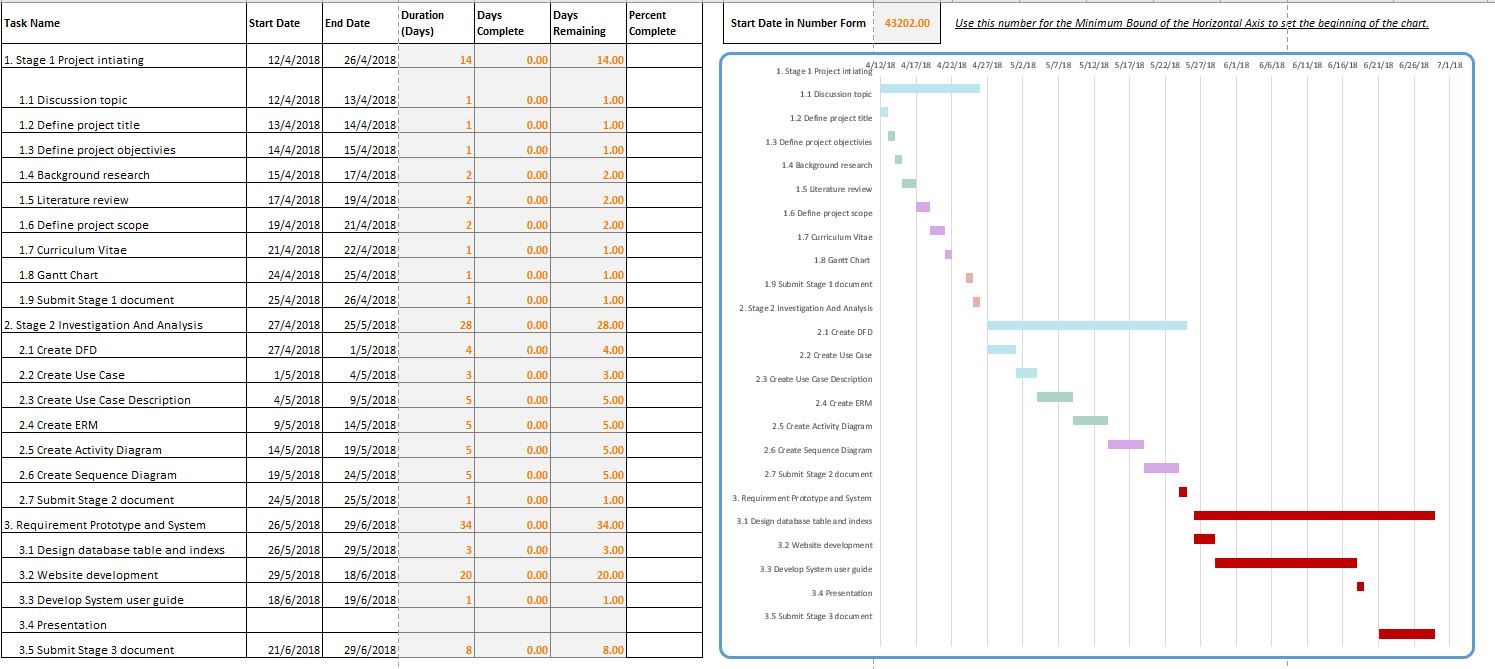 Task Name Start Date End Date Duration (Days) Days Complete Days Remaining Percent Complete
1. Stage 1 Project intiating 12/4/2018 26/4/2018 14 0.00 14.00
1.1 Discussion topic 12/4/2018 13/4/2018 1 0.00 1.00
1.2 Define project title 13/4/2018 14/4/2018 1 0.00 1.00
1.3 Define project objectivies 14/4/2018 15/4/2018 1 0.00 1.00
1.4 Background research 15/4/2018 17/4/2018 2 0.00 2.00
1.5 Literature review 17/4/2018 19/4/2018 2 0.00 2.00
1.6 Define project scope 19/4/2018 21/4/2018 2 0.00 2.00
1.7 Curriculum Vitae 21/4/2018 22/4/2018 1 0.00 1.00
1.8 Gantt Chart 24/4/2018 25/4/2018 1 0.00 1.00
1.9 Submit Stage 1 document 25/4/2018 26/4/2018 1 0.00 1.00
2. Stage 2 Investigation And Analysis 27/4/2018 25/5/2018 28 0.00 28.00
2.1 Create DFD 27/4/2018 1/5/2018 4 0.00 4.00
2.2 Create Use Case 1/5/2018 4/5/2018 3 0.00 3.00
2.3 Create Use Case Description 4/5/2018 9/5/2018 5 0.00 5.00
2.4 Create ERM 9/5/2018 14/5/2018 5 0.00 5.00
2.5 Create Activity Diagram 14/5/2018 19/5/2018 5 0.00 5.00
2.6 Create Sequence Diagram 19/5/2018 24/5/2018 5 0.00 5.00
2.7 Submit Stage 2 document 24/5/2018 25/5/2018 1 0.00 1.00
3. Requirement Prototype and System 26/5/2018 29/6/2018 34 0.00 34.00
3.1 Design database table and indexs 26/5/2018 29/5/2018 3 0.00 3.00
3.2 Website development 29/5/2018 18/6/2018 20 0.00 20.00
3.3 Develop System user guide 18/6/2018 19/6/2018 1 0.00 1.00
3.4 Presentation
3.5 Submit Stage 3 document 21/6/2018 29/6/2018 8 0.00 8.00
Start Date in Number Form 43202.00 Use this number for the Minimum Bound of the Horizontal Axis to set the beginning of the chart.
4/12/18 4/17/18 4/22/18 4/27/18 5/2/18 5/7/18 5/12/18 5/17/18 5/22/18 5/27/18 6/1/18 6/6/18 6/11/18 6/16/18 6/21/18 6/26/18 7/1/18
1. Stage 1 Project intiating
1.1 Discussion topic
1.2 Define project title
1.3 Define project objectivies
1.4 Background research
1.5 Literature review
1.6 Define project scope
1.7 Curriculum Vitae
1.8 Gantt Chart
1.9 Submit Stage 1 document
2. Stage 2 Investigation And Analysis
2.1 Create DFD
2.2 Create Use Case
2.3 Create Use Case Description
2.4 Create ERM
2.5 Create Activity Diagram
2.6 Create Sequence Diagram
2.7 Submit Stage 2 document
3. Requirement Prototype and System
3.1 Design database table and indexs
3.2 Website development
3.3 Develop System user guide
3.4 Presentation
3.5 Submit Stage 3 document